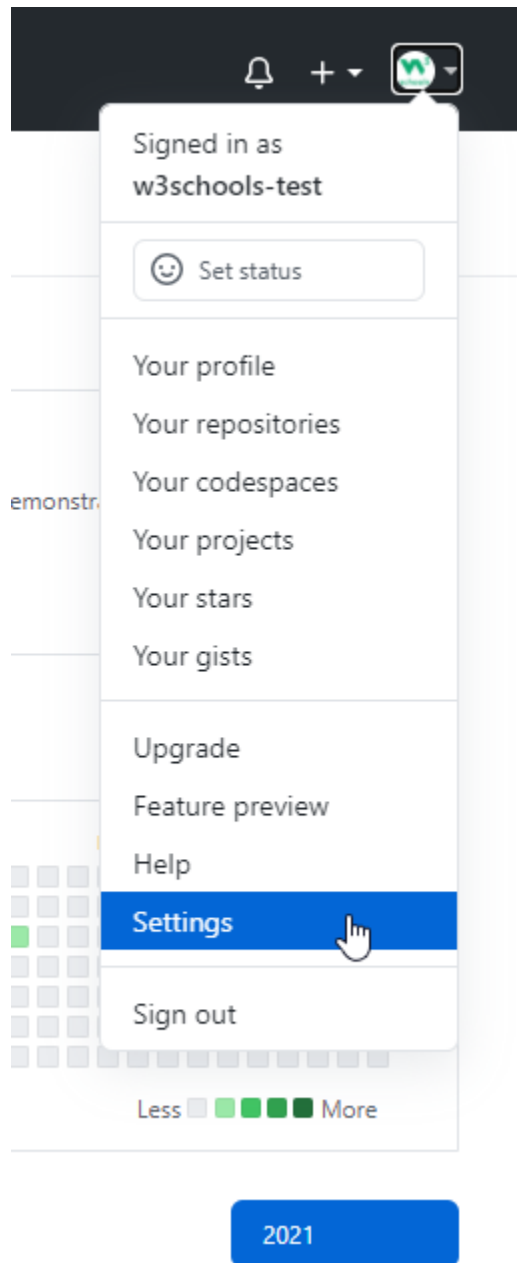 Signed in as
w3schools-test
Set status
Your profile
Your repositories
Your codespaces
emonstr
Your projects
Your stars
Your gists
Upgrade
Feature preview
Help
Settings
Sign out
Less More
2021